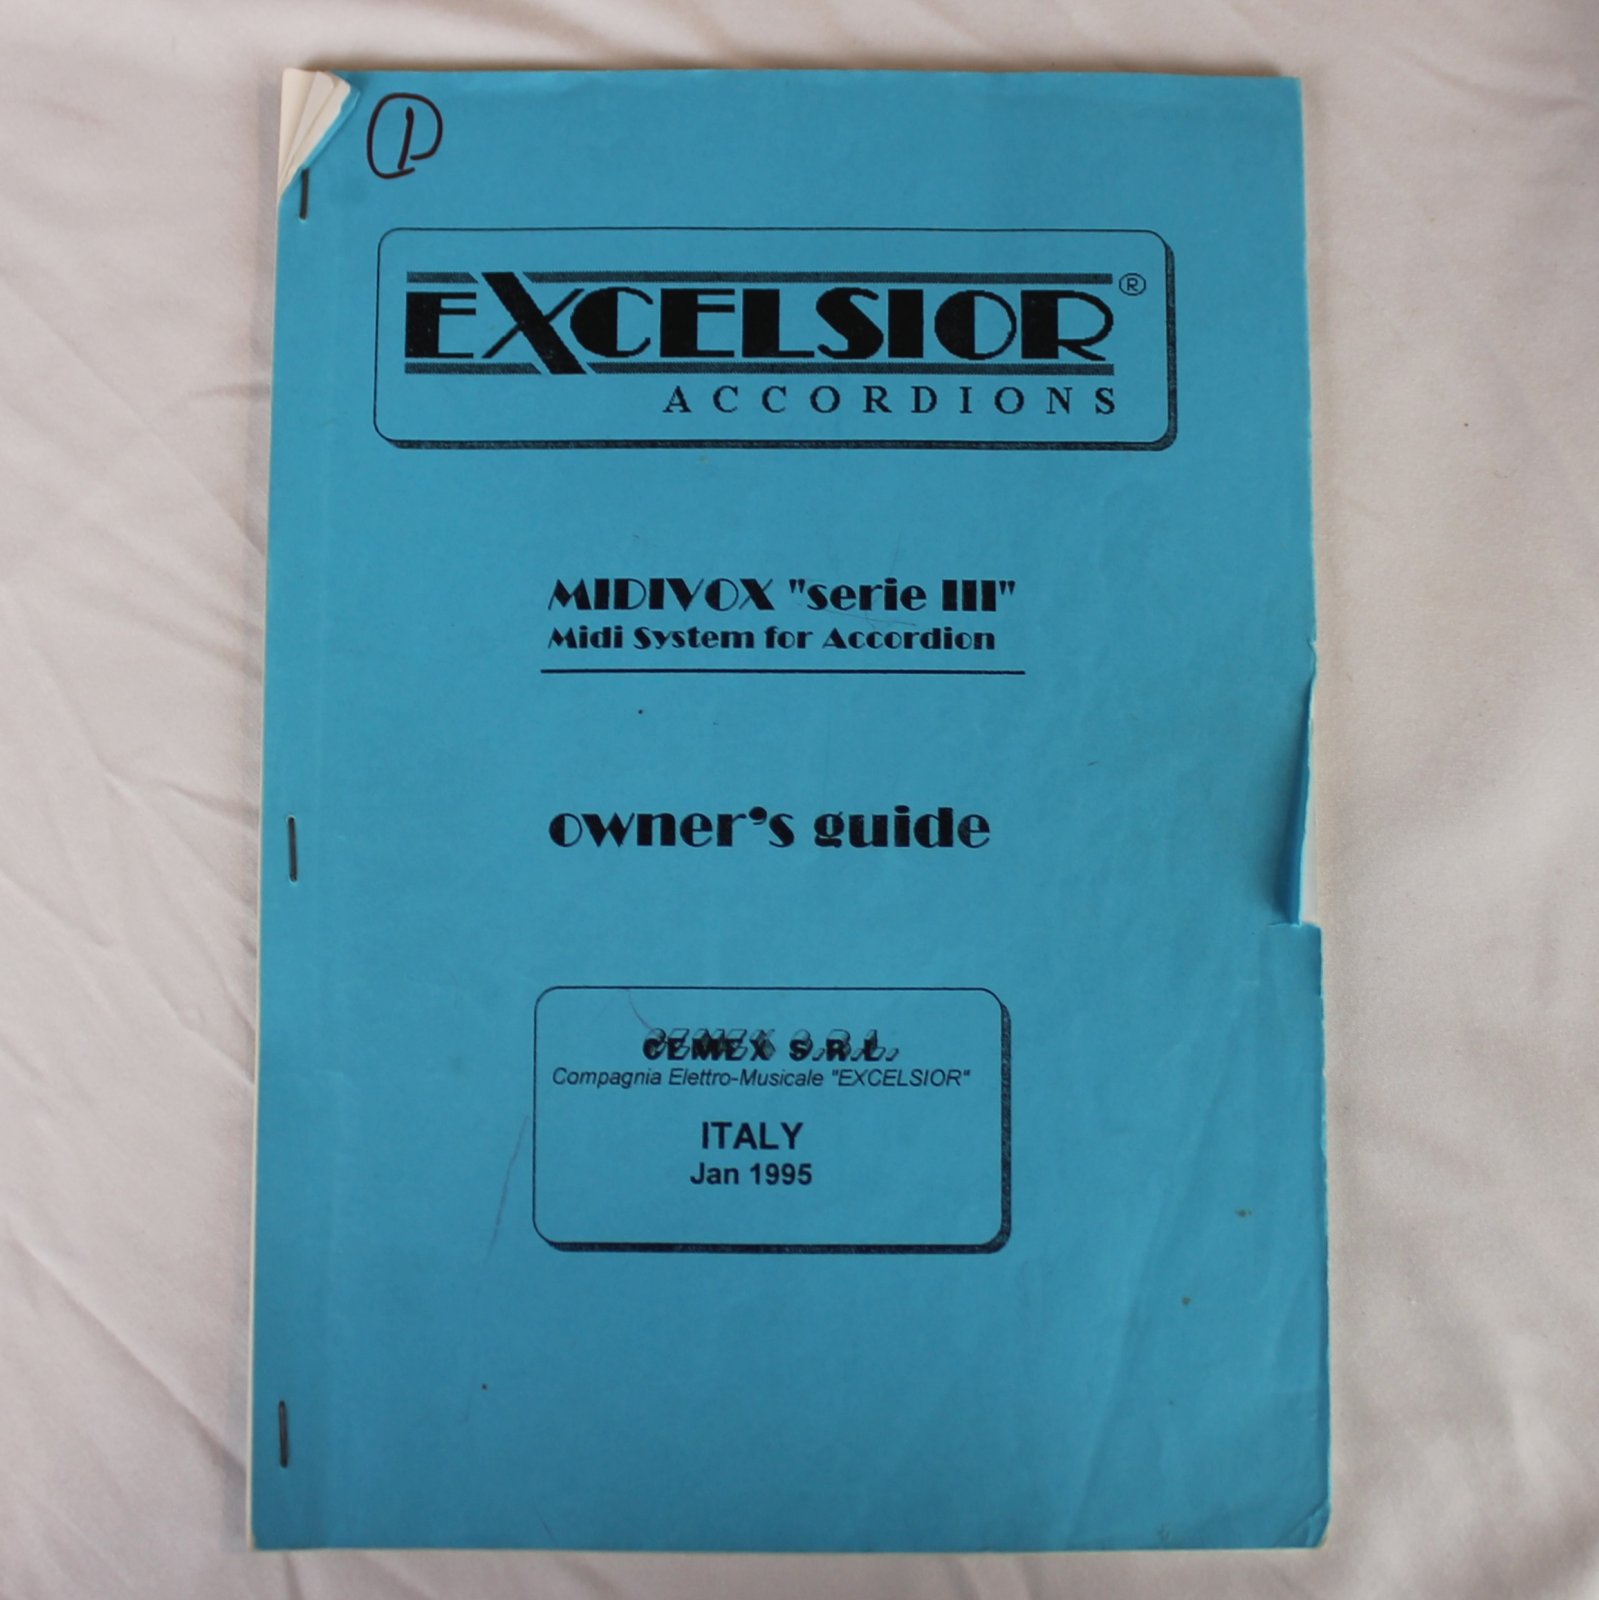 1
EXCELSIOR®
ACCORDIONS
MIDIVOX "serie III"
Midi System for Accordion
owner's guide
CEMEX S.R.L.
Compagnia Elettro-Musicale "EXCELSIOR"
ITALY
Jan 1995